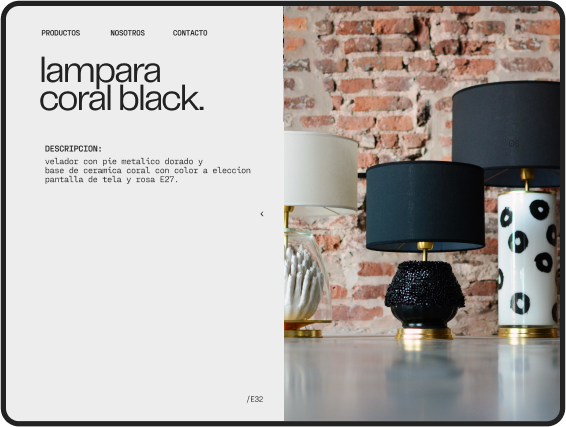 PRODUCTOS NOSOTROS CONTACTO
lampara
coral black.
DESCRIPCION:
velador con pie metalico dorado y
base de ceramica coral con color a eleccion
pantalla de tela y rosa E27.
‹
/E32